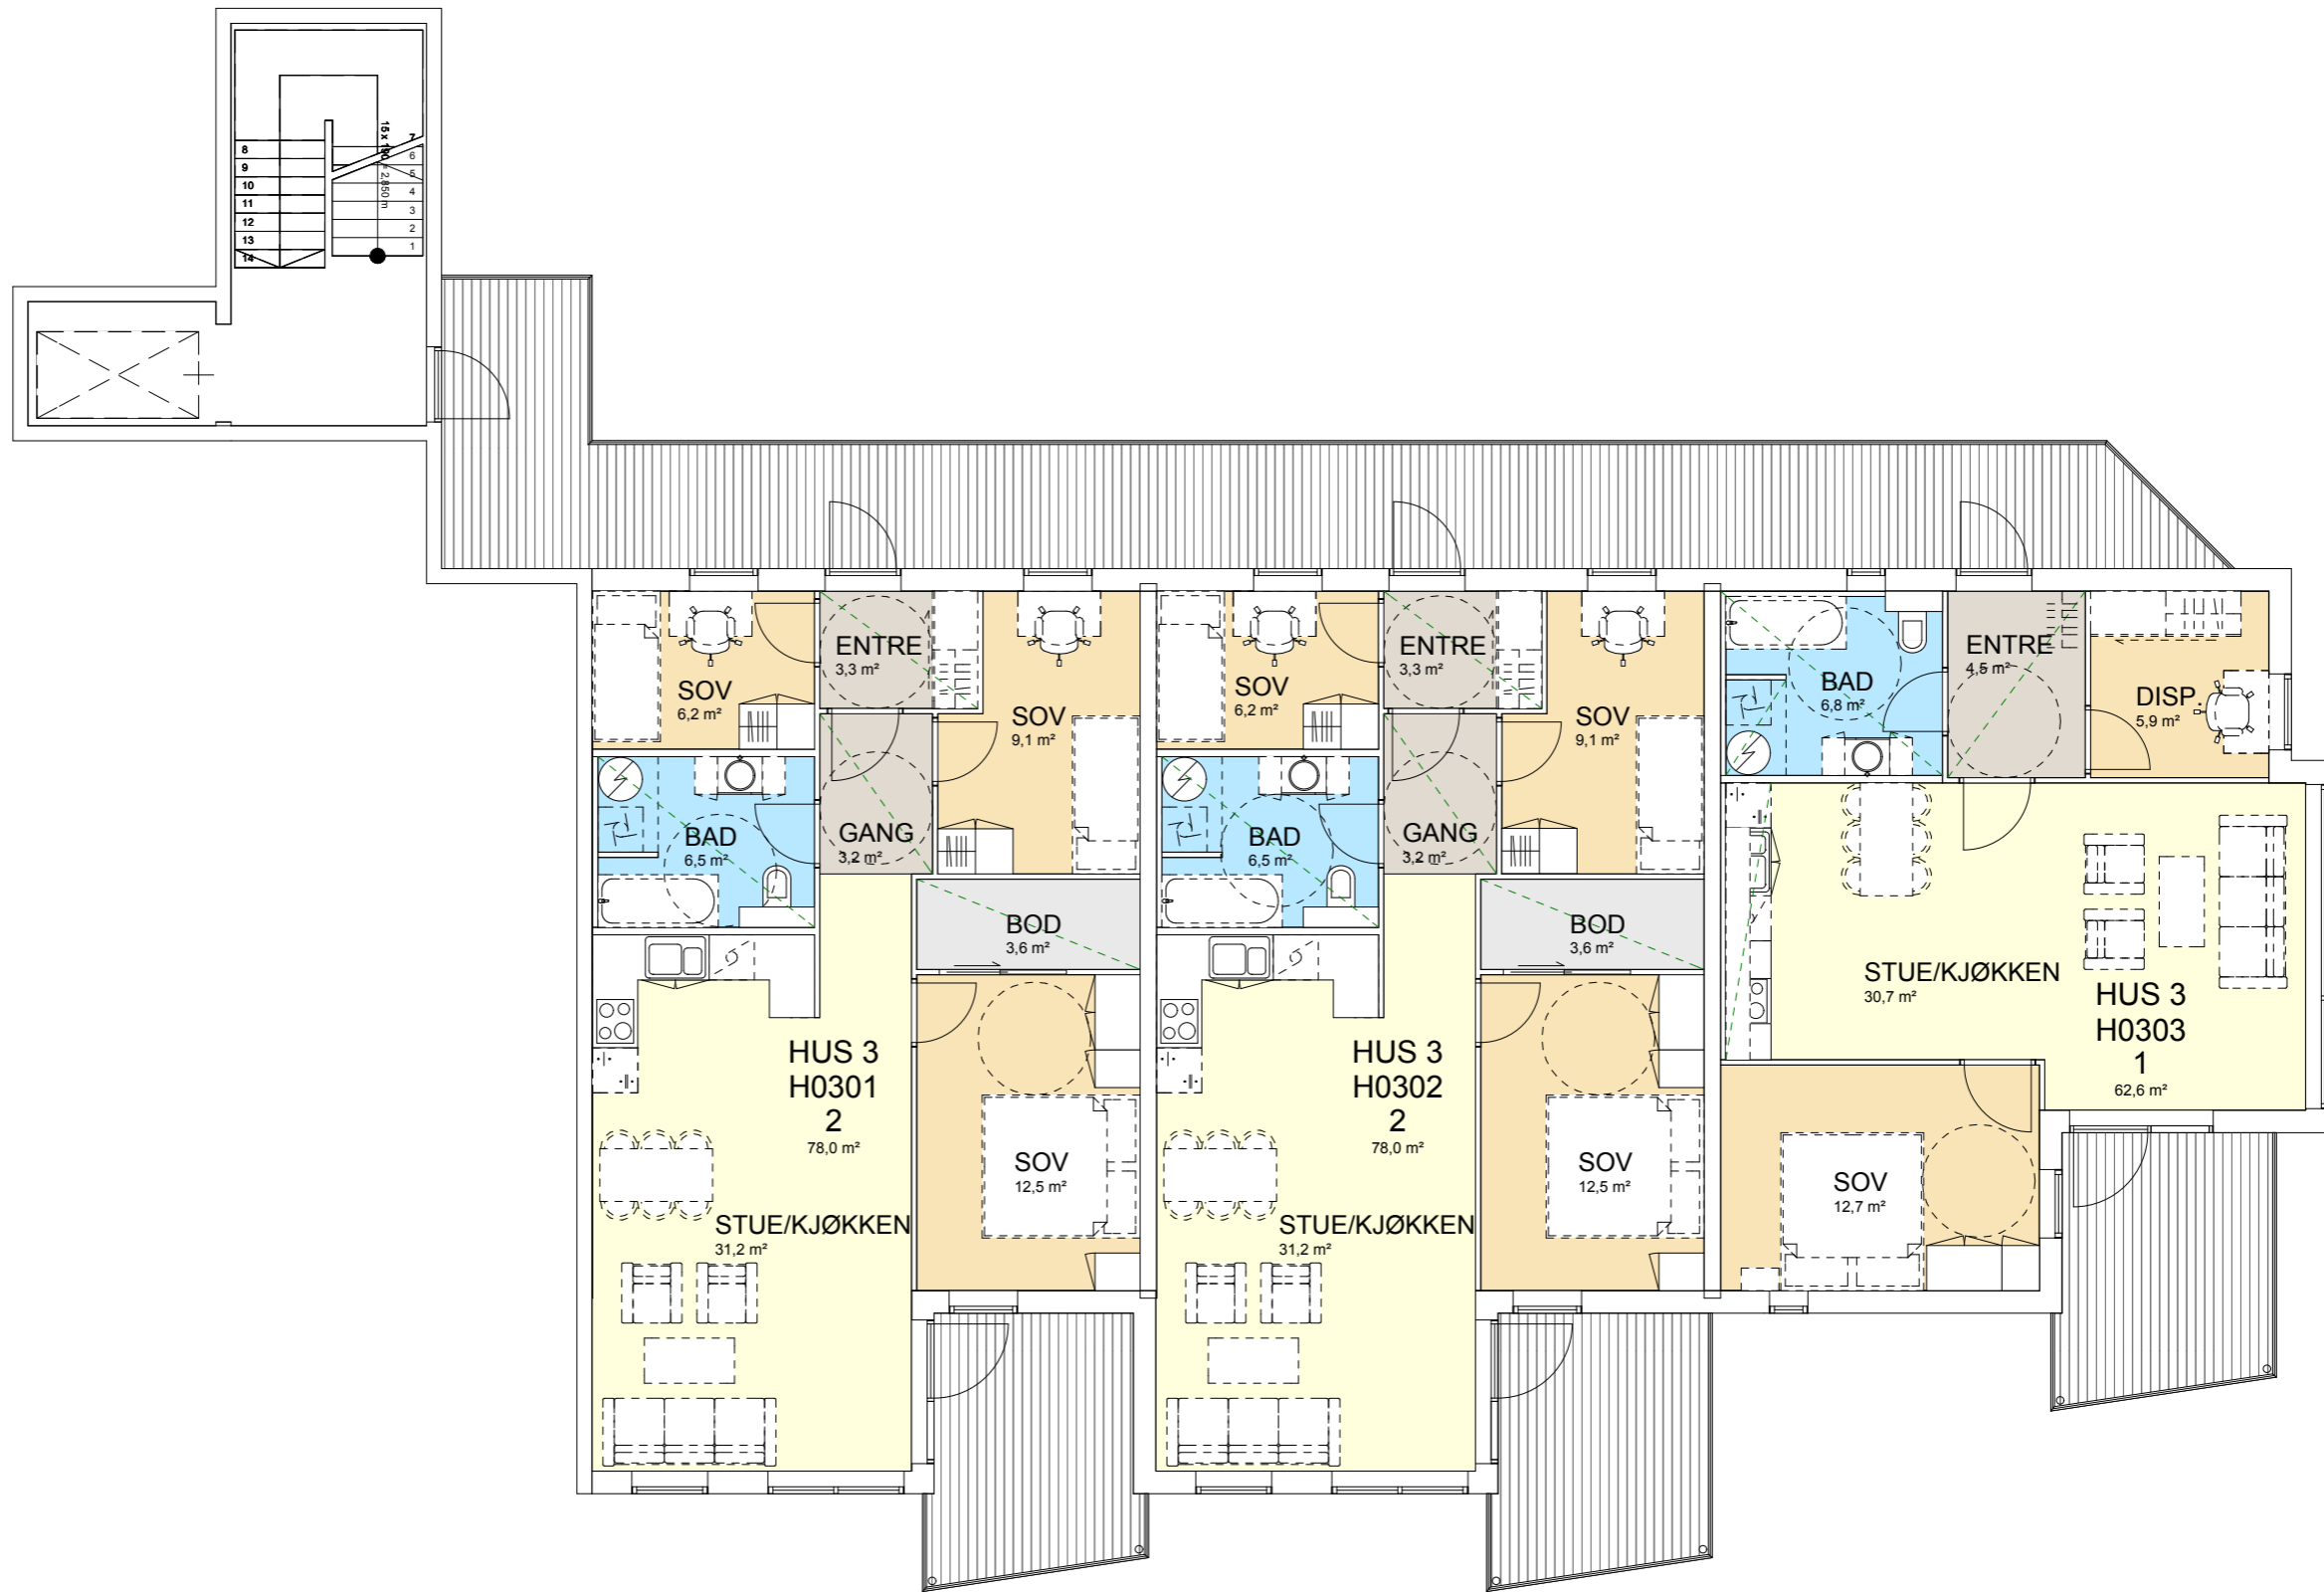 15 x 190 = 2,850 m
7
6
5
4
3
2
1
8
9
10
11
12
13
14
SOV
6,2 m²
ENTRE
3,3 m²
SOV
9,1 m²
BAD
6,5 m²
GANG
3,2 m²
BOD
3,6 m²
HUS 3
H0301
2
78,0 m²
SOV
12,5 m²
STUE/KJØKKEN
31,2 m²
SOV
6,2 m²
ENTRE
3,3 m²
SOV
9,1 m²
BAD
6,5 m²
GANG
3,2 m²
BOD
3,6 m²
HUS 3
H0302
2
78,0 m²
SOV
12,5 m²
STUE/KJØKKEN
31,2 m²
BAD
6,8 m²
ENTRE
4,5 m²
DISP.
5,9 m²
STUE/KJØKKEN
30,7 m²
HUS 3
H0303
1
62,6 m²
SOV
12,7 m²